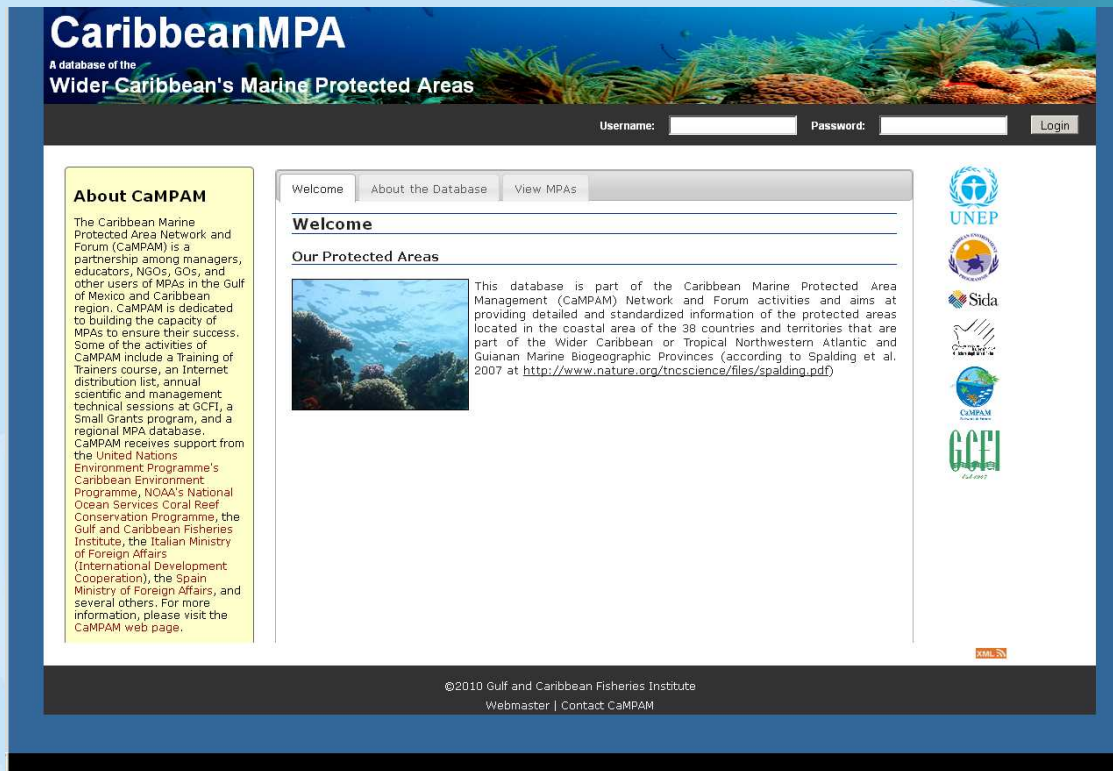 CaribbeanMPA
A database of the
Wider Caribbean's Marine Protected Areas
Username:
Password:
Login
About CaMPAM
The Caribbean Marine
Protected Area Network and
Forum (CaMPAM) is a
partnership among managers,
educators, NGOs, GOs, and
other users of MPAs in the Gulf
of Mexico and Caribbean
region. CaMPAM is dedicated
to building the capacity of
MPAs to ensure their success.
Some of the activities of
CaMPAM include a Training of
Trainers course, an Internet
distribution list, annual
scientific and management
technical sessions at GCFI, a
Small Grants program, and a
regional MPA database.
CaMPAM receives support from
the United Nations
Environment Programme's
Caribbean Environment
Programme, NOAA's National
Ocean Services Coral Reef
Conservation Programme, the
Gulf and Caribbean Fisheries
Institute, the Italian Ministry
of Foreign Affairs
(International Development
Cooperation), the Spain
Ministry of Foreign Affairs, and
several others. For more
information, please visit the
CaMPAM web page.
Welcome
About the Database
View MPAs
Welcome
Our Protected Areas
This database is part of the Caribbean Marine Protected Area
Management (CaMPAM) Network and Forum activities and aims at
providing detailed and standardized information of the protected areas
located in the coastal area of the 38 countries and territories that are
part of the Wider Caribbean or Tropical Northwestern Atlantic and
Guianan Marine Biogeographic Provinces (according to Spalding et al.
2007 at http://www.nature.org/tncscience/files/spalding.pdf)
UNEP
CARIBBEAN ENVIRONMENT
PROGRAMME
Sida
CaMPAM
GCFI
XML
©2010 Gulf and Caribbean Fisheries Institute
Webmaster | Contact CaMPAM